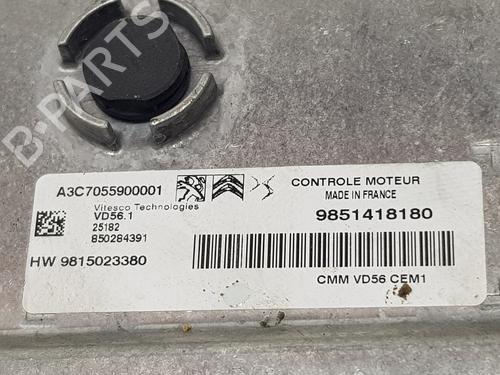 B-PARTS
A3C7055900001
Vitesco Technologies
VD56.1
25182
850284391
HW 9815023380
CONTROLE MOTEUR
MADE IN FRANCE
9851418180
CMM VD56 CEM1